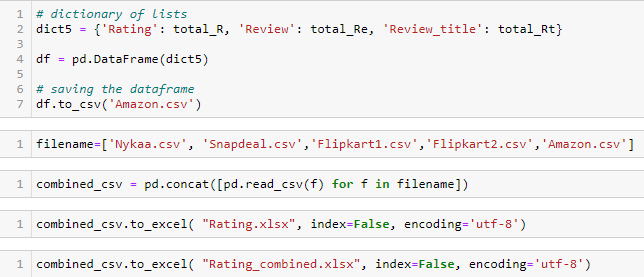 1 # dictionary of lists
2 dict5 = {'Rating': total_R, 'Review': total_Re, 'Review_title': total_Rt}
3
4 df = pd.DataFrame(dict5)
5
6 # saving the dataframe
7 df.to_csv('Amazon.csv')
1 filename=['Nykaa.csv', 'Snapdeal.csv','Flipkart1.csv','Flipkart2.csv','Amazon.csv']
1 combined_csv = pd.concat([pd.read_csv(f) for f in filename])
1 combined_csv.to_excel( "Rating.xlsx", index=False, encoding='utf-8')
1 combined_csv.to_excel( "Rating_combined.xlsx", index=False, encoding='utf-8')